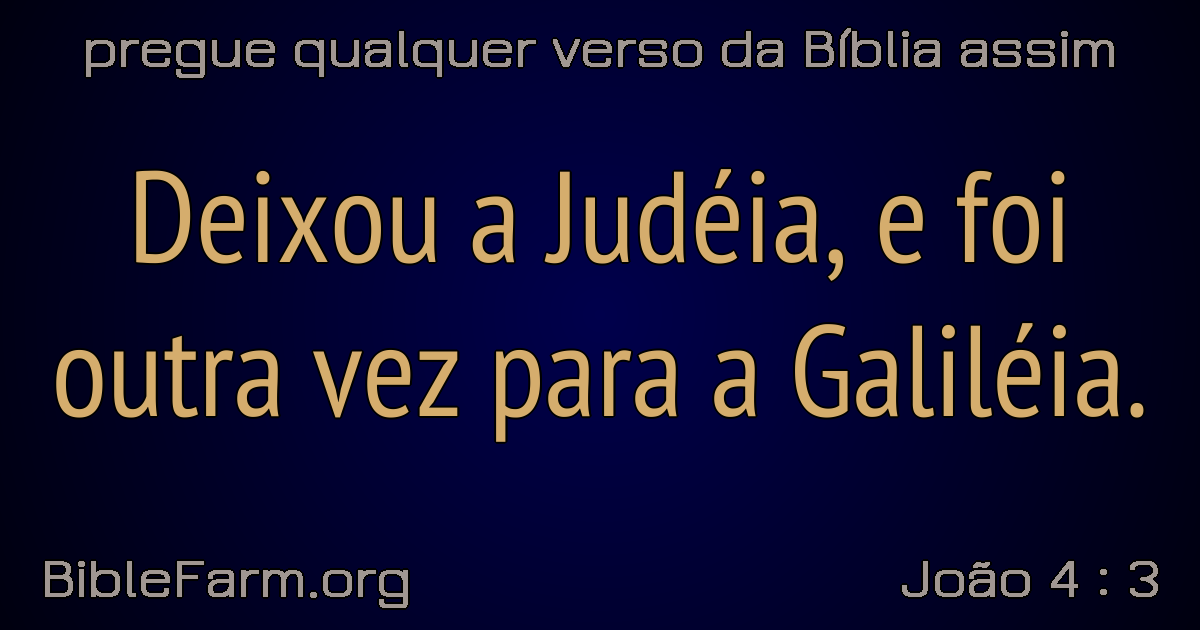 pregue qualquer verso da Bíblia assim
Deixou a Judéia, e foi
outra vez para a Galiléia.
BibleFarm.org
João 4 : 3